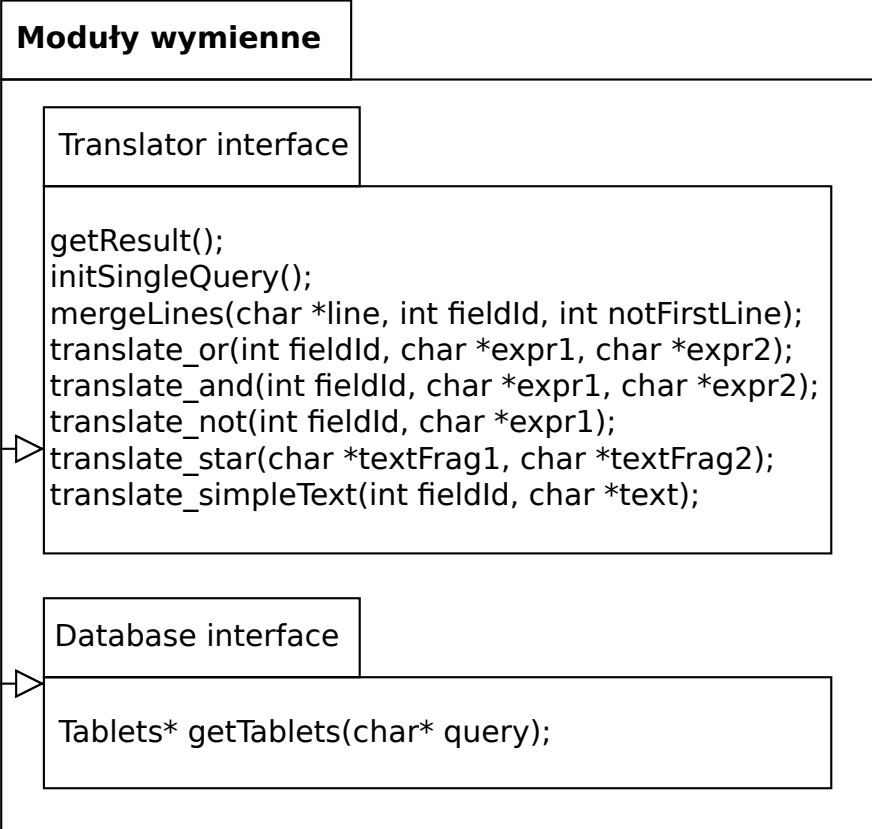 Moduły wymienne
Translator interface
getResult();
initSingleQuery();
mergeLines(char *line, int fieldId, int notFirstLine);
translate_or(int fieldId, char *expr1, char *expr2);
translate_and(int fieldId, char *expr1, char *expr2);
translate_not(int fieldId, char *expr1);
translate_star(char *textFrag1, char *textFrag2);
translate_simpleText(int fieldId, char *text);
Database interface
Tablets* getTablets(char* query);